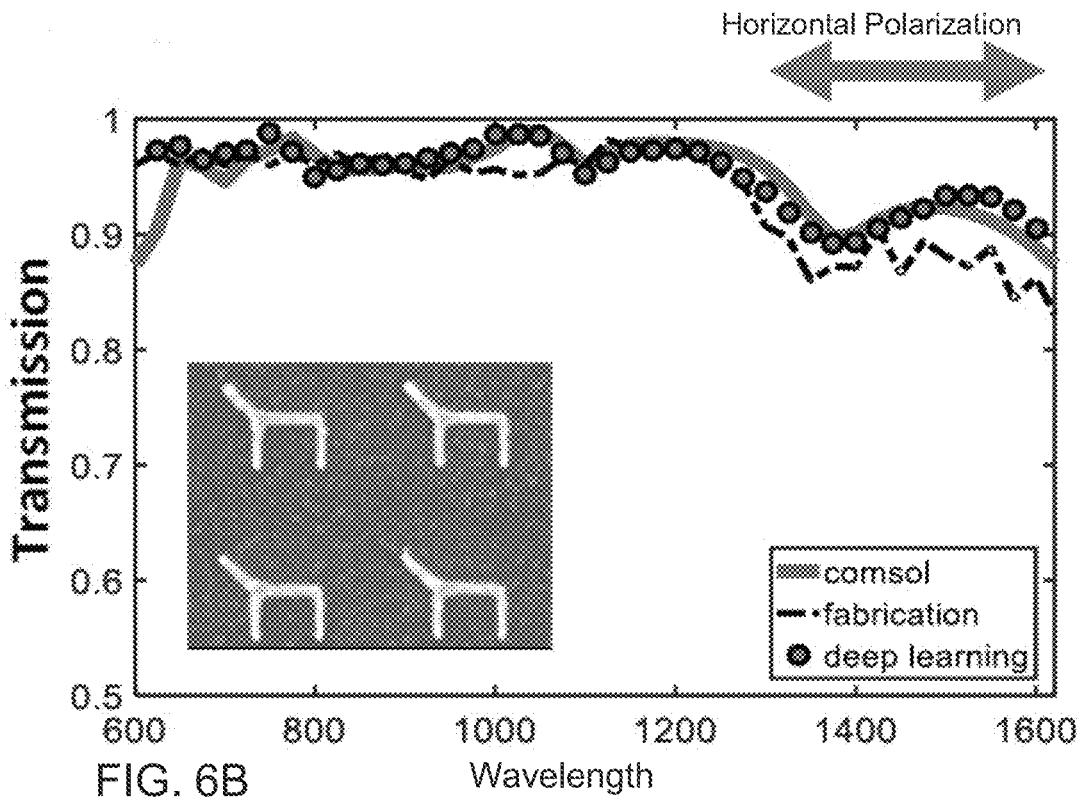 Horizontal Polarization
1
0.9
0.8
0.7
0.6
0.5
Transmission
comsol
fabrication
deep learning
600 800 1000 1200 1400 1600
FIG. 6B
Wavelength